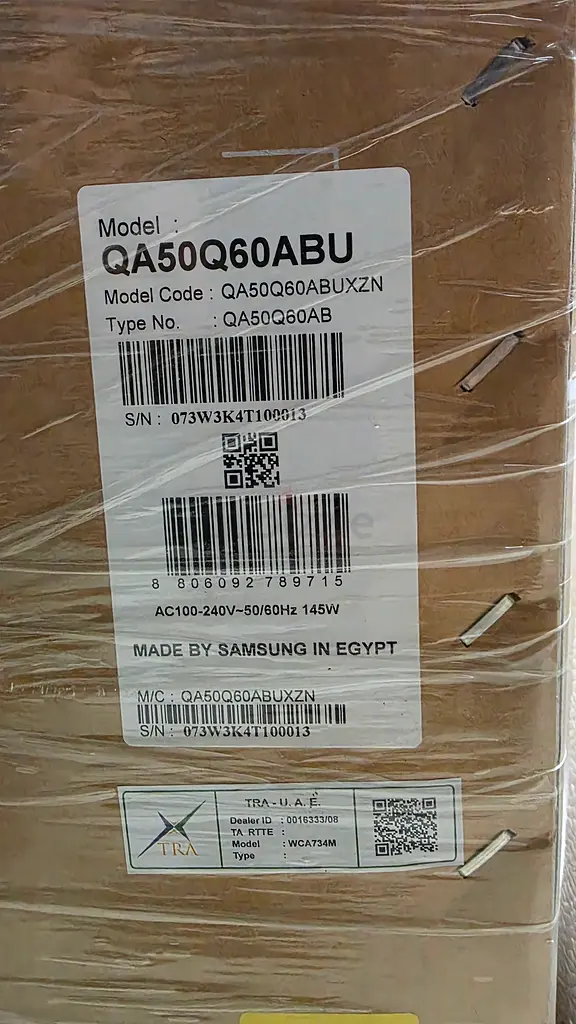 Model :
QA50Q60ABU
Model Code : QA50Q60ABUXZN
Type No. : QA50Q60AB
S/N : 073W3K4T100013
8 806092 789715
AC100-240V~50/60Hz 145W
MADE BY SAMSUNG IN EGYPT
M/C : QA50Q60ABUXZN
S/N : 073W3K4T100013
TRA
TRA - U. A. E.
Dealer ID : 0016333/08
TA RTTE :
Model : WCA734M
Type :